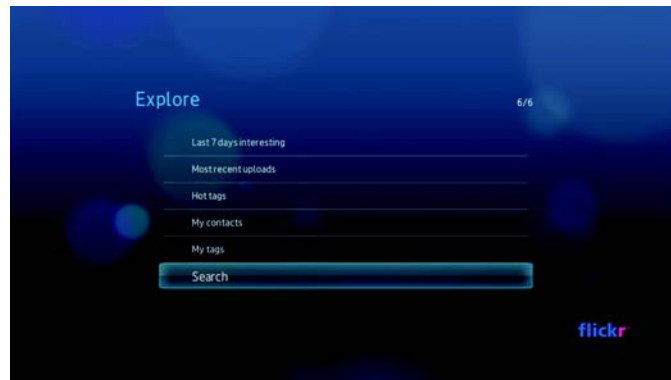 Explore
6/6
Last 7 days interesting
Most recent uploads
Hot tags
My contacts
My tags
Search
flickr